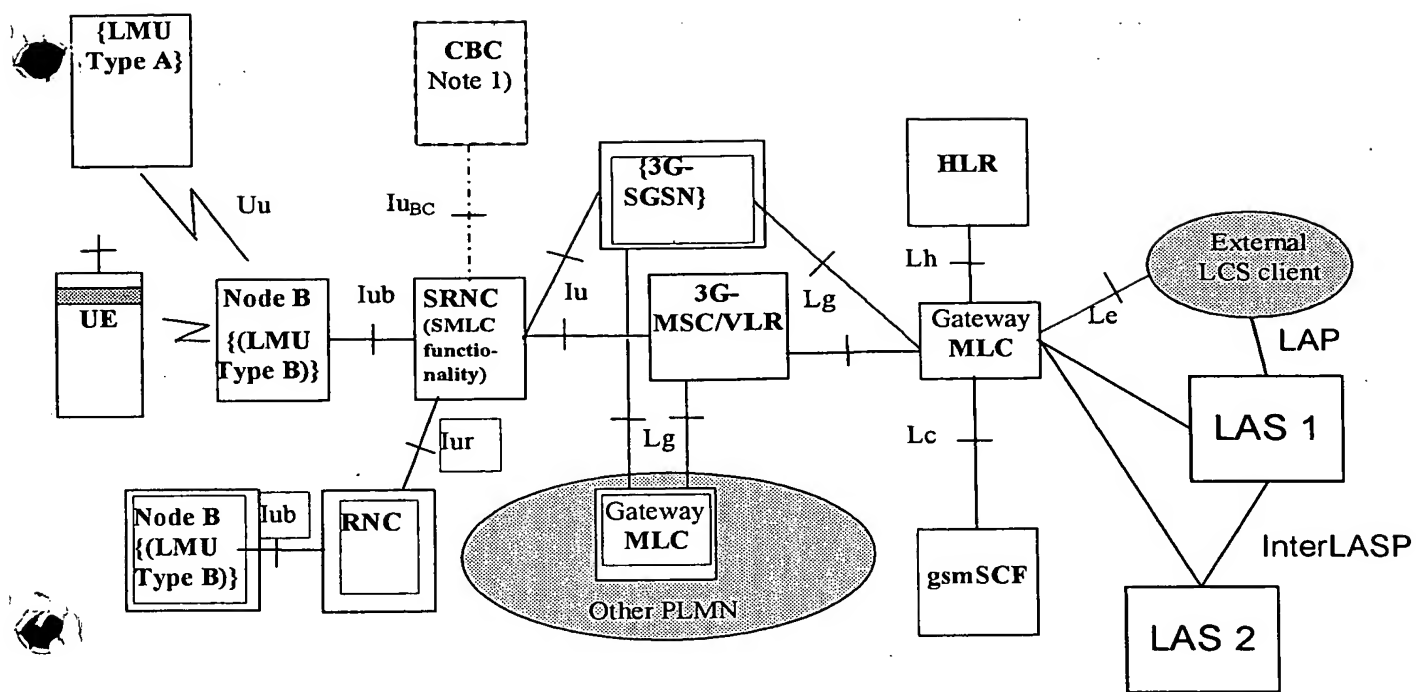 {LMU
Type A}
CBC
Note 1)
{3G-
SGSN}
HLR
Uu
IuBC
External
LCS client
Lh
UE
Node B
{(LMU
Type B)}
Iub
SRNC
(SMLC
functio-
nality)
Iu
3G-
MSC/VLR
Lg
Gateway
MLC
Le
LAP
LAS 1
Iur
Lg
Lc
Node B
{(LMU
Type B)}
Iub
RNC
Gateway
MLC
Other PLMN
gsmSCF
InterLASP
LAS 2